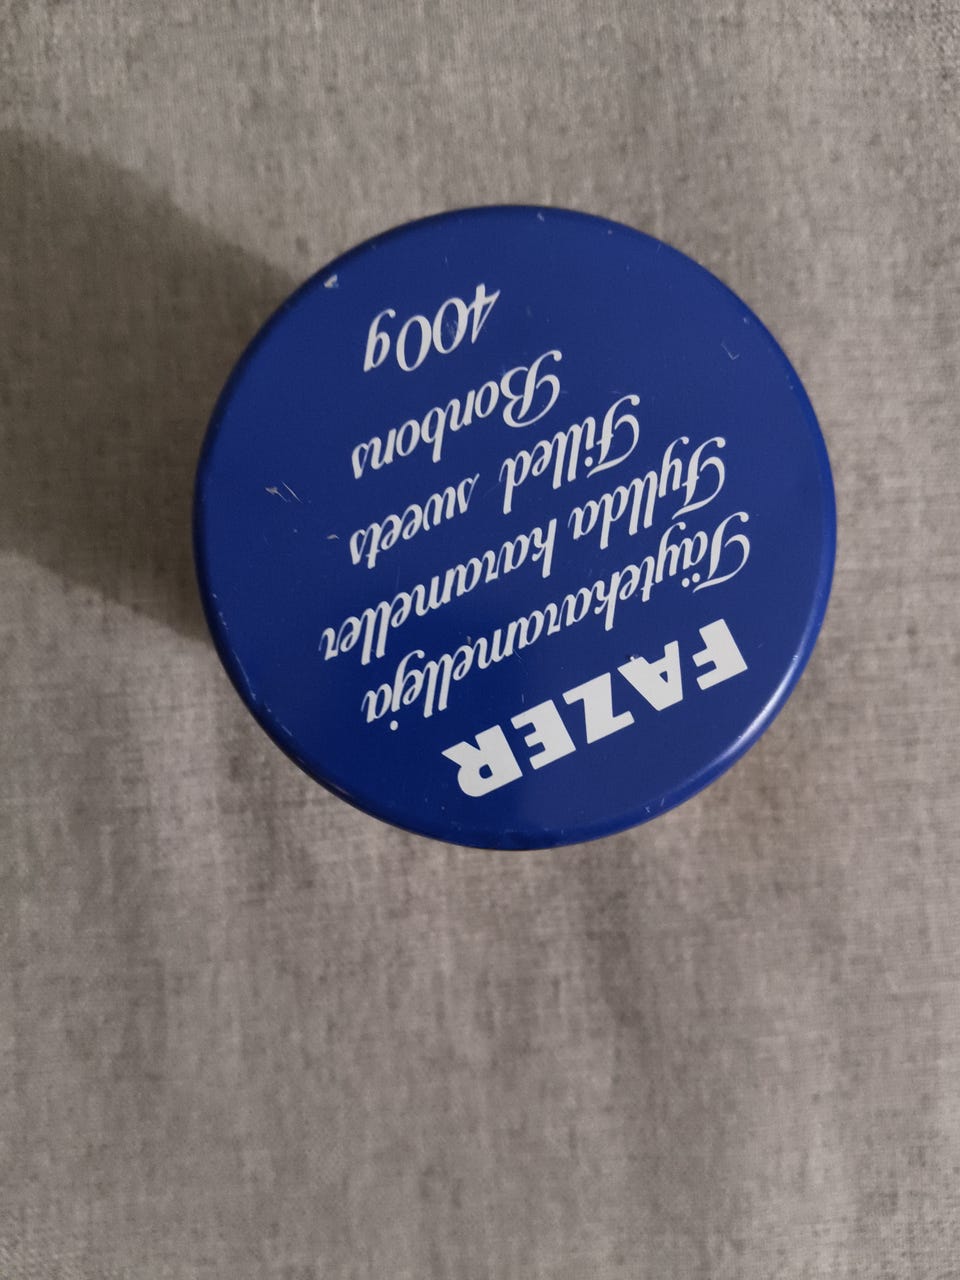 FAZER
Täytekaramelleja
Fyllda karameller
Filled sweets
Bonbons
400g